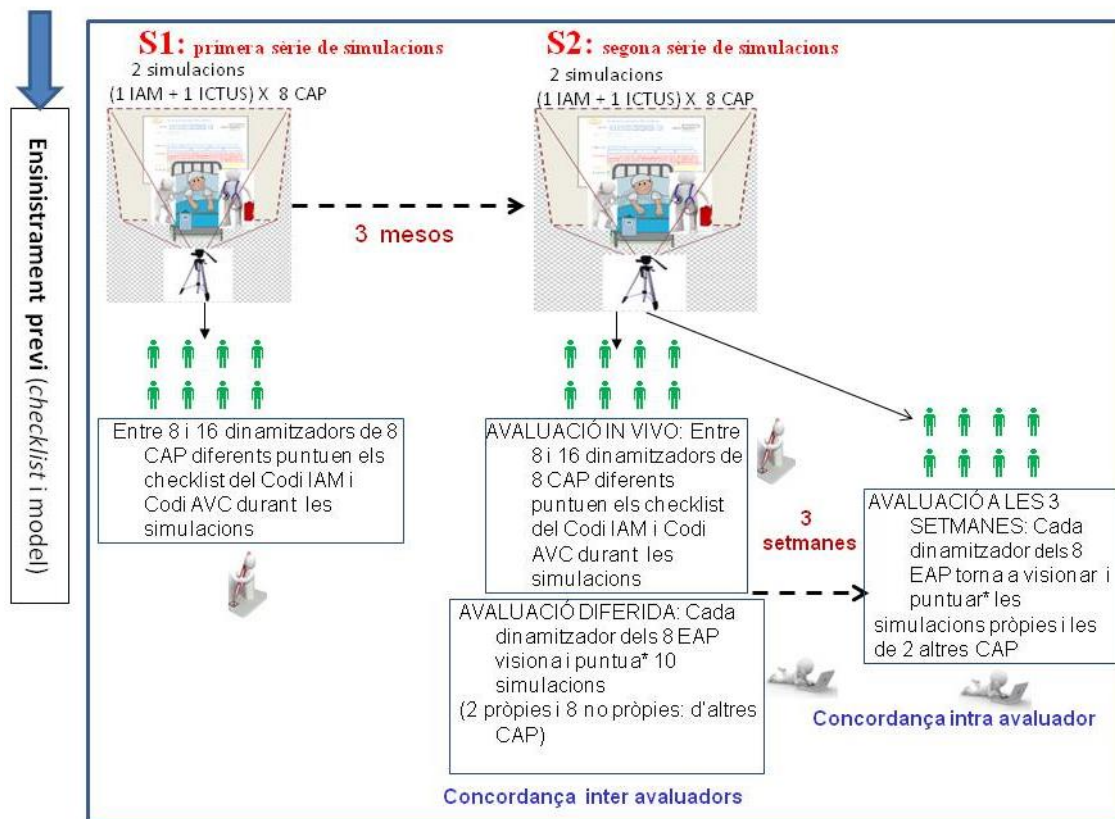 Ensinistrament previ (checklist i model)
S1: primera sèrie de simulacions
2 simulacions
(1 IAM + 1 ICTUS) X 8 CAP
S2: segona sèrie de simulacions
2 simulacions
(1 IAM + 1 ICTUS) X 8 CAP
3 mesos
Entre 8 i 16 dinamitzadors de 8
CAP diferents puntuen els
checklist del Codi IAM i
Codi AVC durant les
simulacions
AVALUACIÓ IN VIVO: Entre
8 i 16 dinamitzadors de
8 CAP diferents
puntuen els checklist
del Codi IAM i Codi
AVC durant les
simulacions
AVALUACIÓ DIFERIDA: Cada
dinamitzador dels 8 EAP
visiona i puntua* 10
simulacions
(2 pròpies i 8 no pròpies: d'altres
CAP)
Concordança inter avaluadors
3
setmanes
AVALUACIÓ A LES 3
SETMANES: Cada
dinamitzador dels 8
EAP torna a visionar i
puntuar* les
simulacions pròpies i les
de 2 altres CAP
Concordança intra avaluador